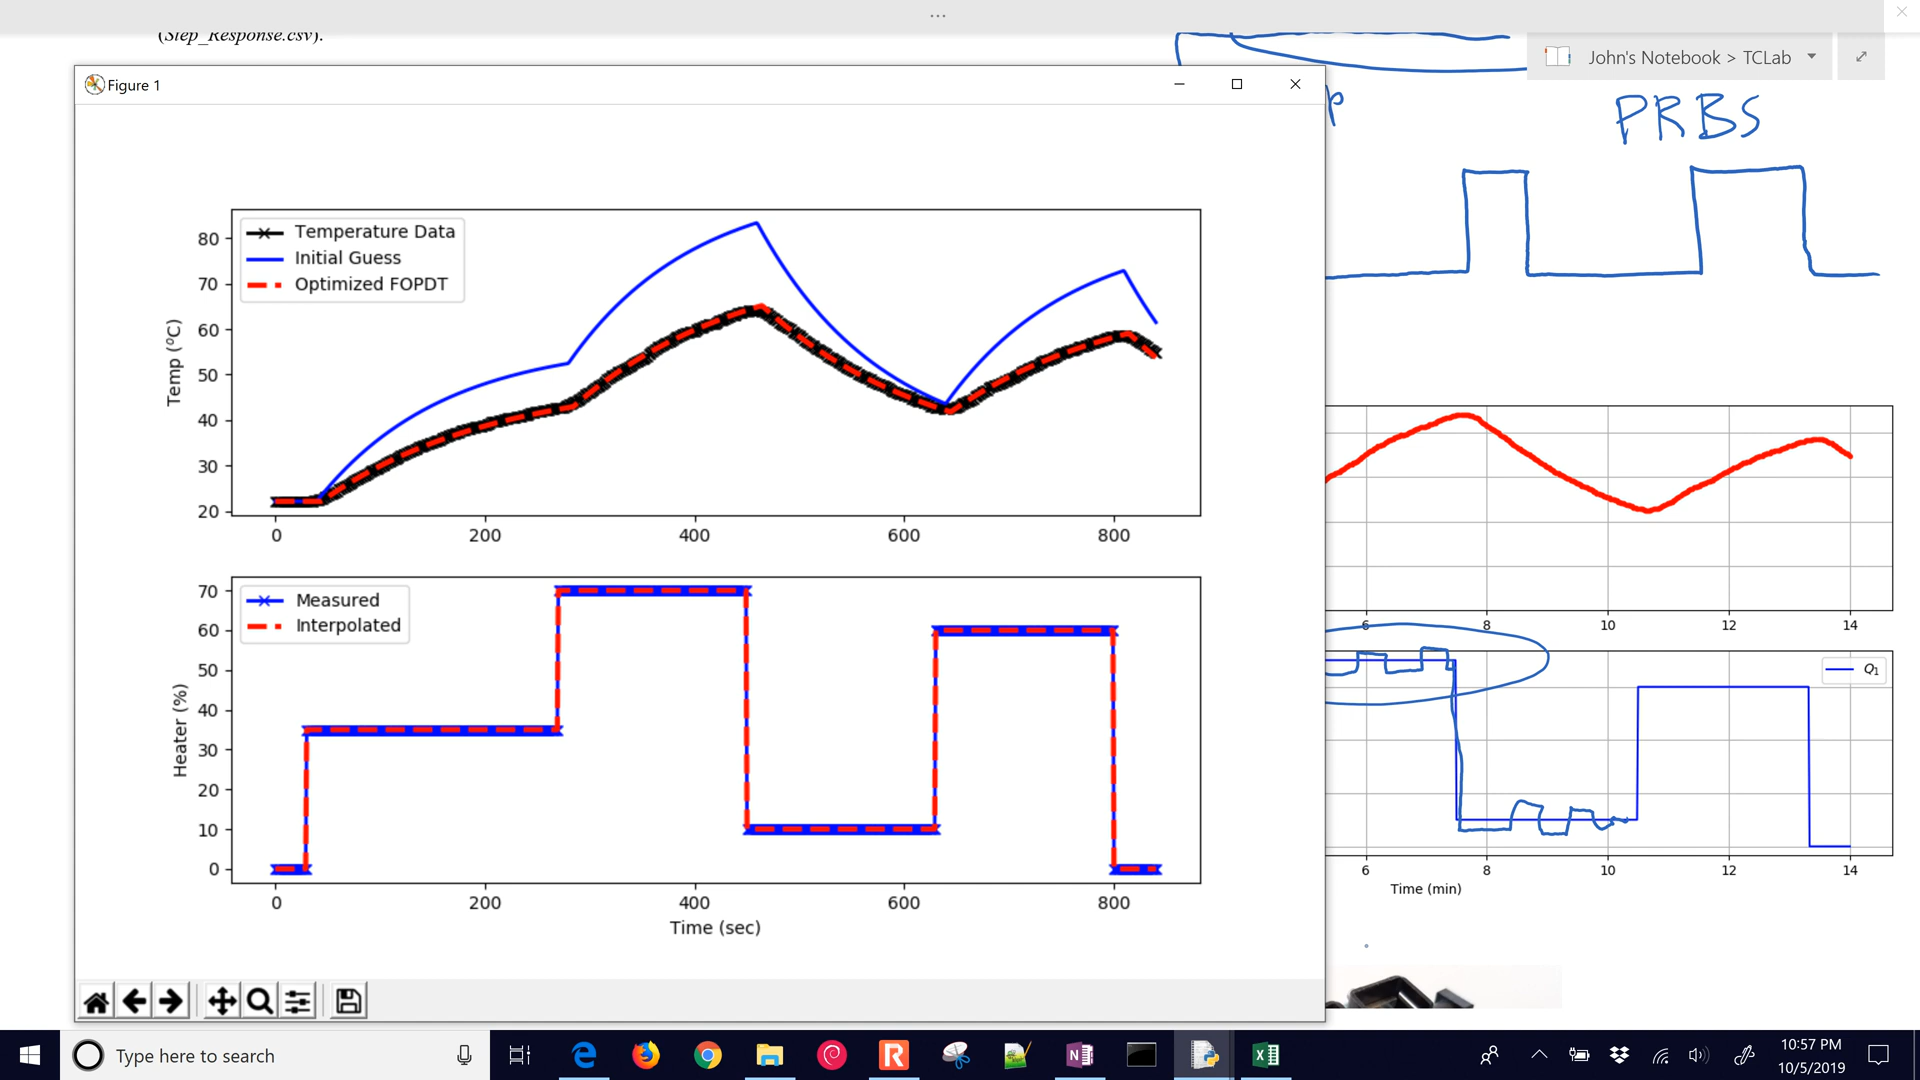 ...
(Step_Response.csv).
John's Notebook > TCLab
Figure 1
PRBS
Temperature Data
Initial Guess
Optimized FOPDT
80
70
60
50
40
30
20
Temp (ºC)
0 200 400 600 800
Measured
Interpolated
70
60
50
40
30
20
10
0
Heater (%)
0 200 400 600 800
Time (sec)
6 8 10 12 14
Q1
6 8 10 12 14
Time (min)
Type here to search
10:57 PM
10/5/2019